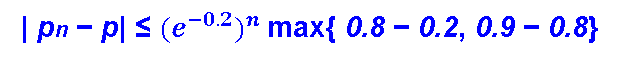 | pn − p| ≤ (e^{−0.2})^n max{ 0.8 − 0.2, 0.9 − 0.8}